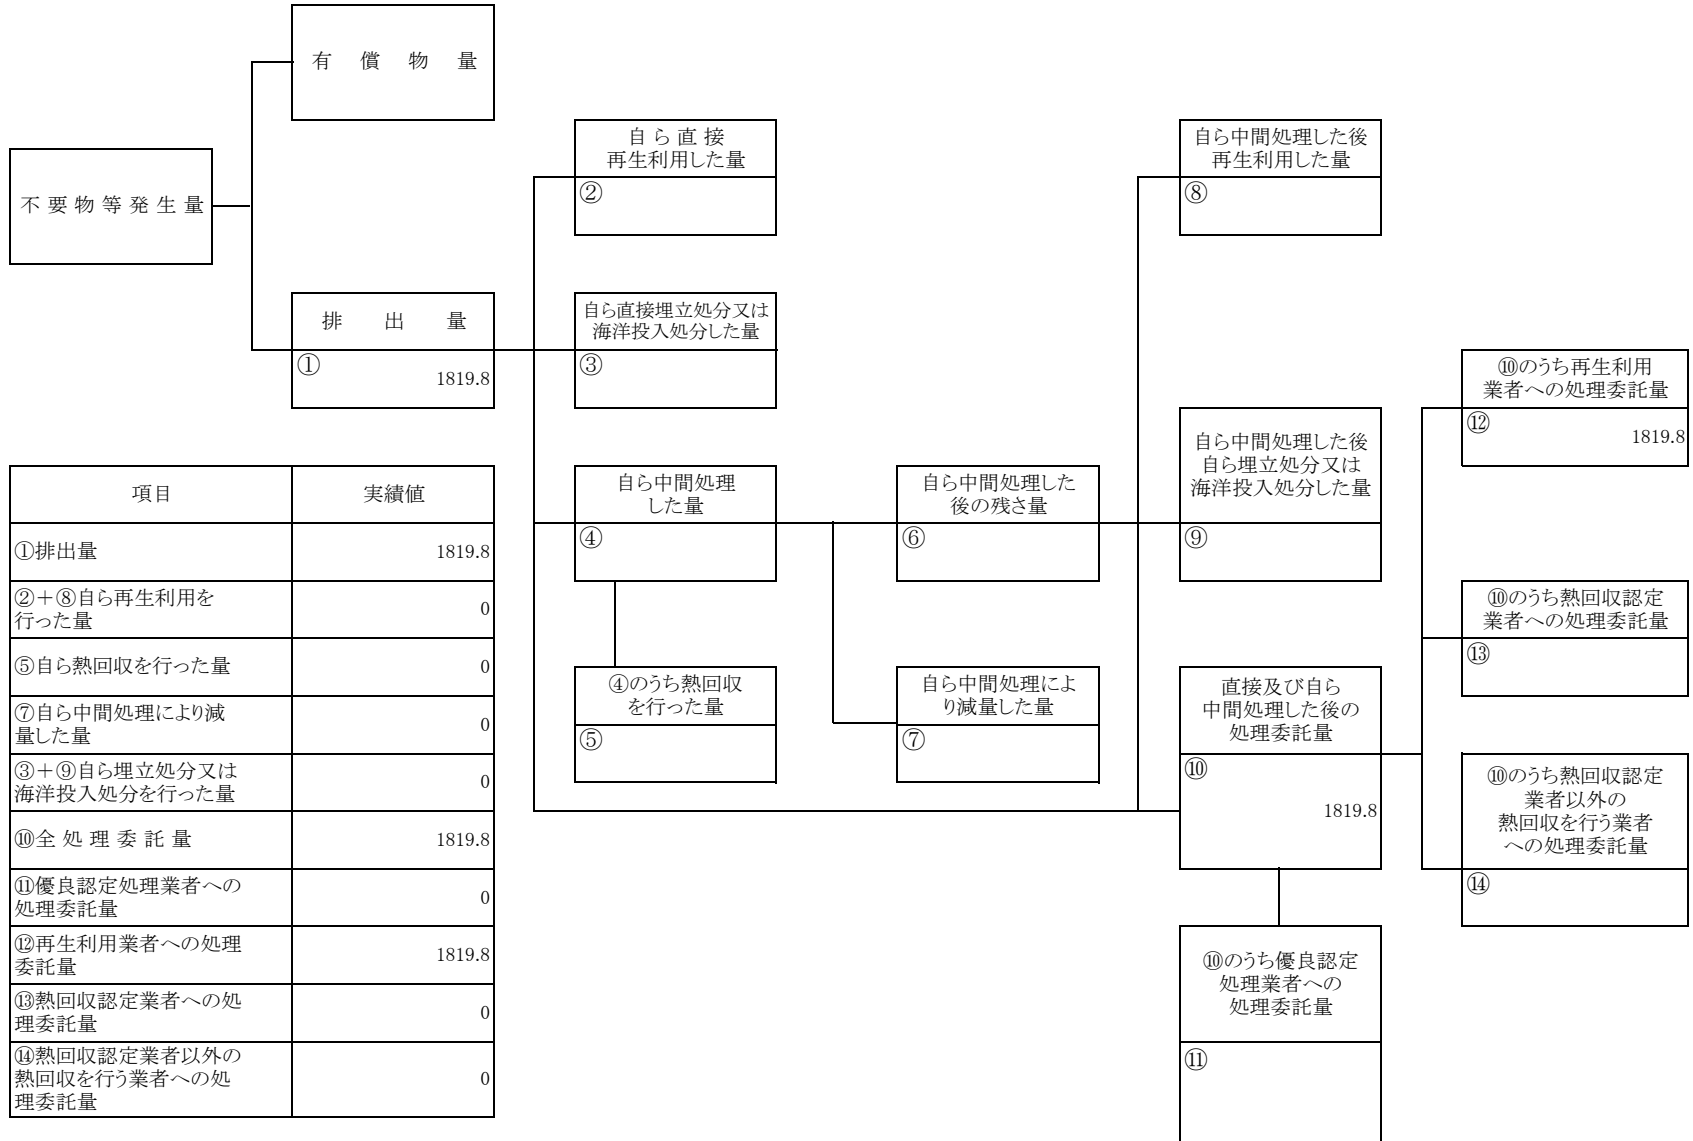 有償物量
不要物等発生量
排出量
①
1819.8
自ら直接
再生利用した量
②
自ら直接埋立処分又は
海洋投入処分した量
③
自ら中間処理
した量
④
④のうち熱回収
を行った量
⑤
自ら中間処理した
後の残さ量
⑥
自ら中間処理によ
り減量した量
⑦
自ら中間処理した後
再生利用した量
⑧
自ら中間処理した後
自ら埋立処分又は
海洋投入処分した量
⑨
直接及び自ら
中間処理した後の
処理委託量
⑩
1819.8
⑩のうち優良認定
処理業者への
処理委託量
⑪
⑩のうち再生利用
業者への処理委託量
⑫
1819.8
⑩のうち熱回収認定
業者への処理委託量
⑬
⑩のうち熱回収認定
業者以外の
熱回収を行う業者
への処理委託量
⑭
項目 実績値
①排出量 1819.8
②+⑧自ら再生利用を
行った量 0
⑤自ら熱回収を行った量 0
⑦自ら中間処理により減
量した量 0
③+⑨自ら埋立処分又は
海洋投入処分を行った量 0
⑩全処理委託量 1819.8
⑪優良認定処理業者への
処理委託量 0
⑫再生利用業者への処理
委託量 1819.8
⑬熱回収認定業者への処
理委託量 0
⑭熱回収認定業者以外の
熱回収を行う業者への処
理委託量 0